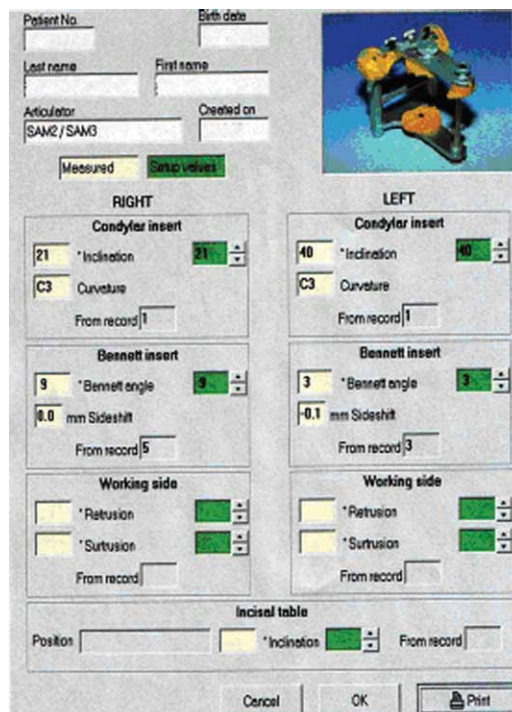 Patient No. Birth date
Last name First name
Articulator Created on
SAM2 / SAM3
Measured Setup values
RIGHT LEFT
Condylar insert Condylar insert
21 °Inclination 21 40 °Inclination 40
C3 Curvature C3 Curvature
From record 1 From record 1
Bennett insert Bennett insert
9 °Bennett angle 9 3 °Bennett angle 3
0.0 mm Sideshift -0.1 mm Sideshift
From record 5 From record 3
Working side Working side
°Retrusion °Retrusion
°Surtrusion °Surtrusion
From record From record
Incisal table
Position °Inclination From record
Cancel OK Print